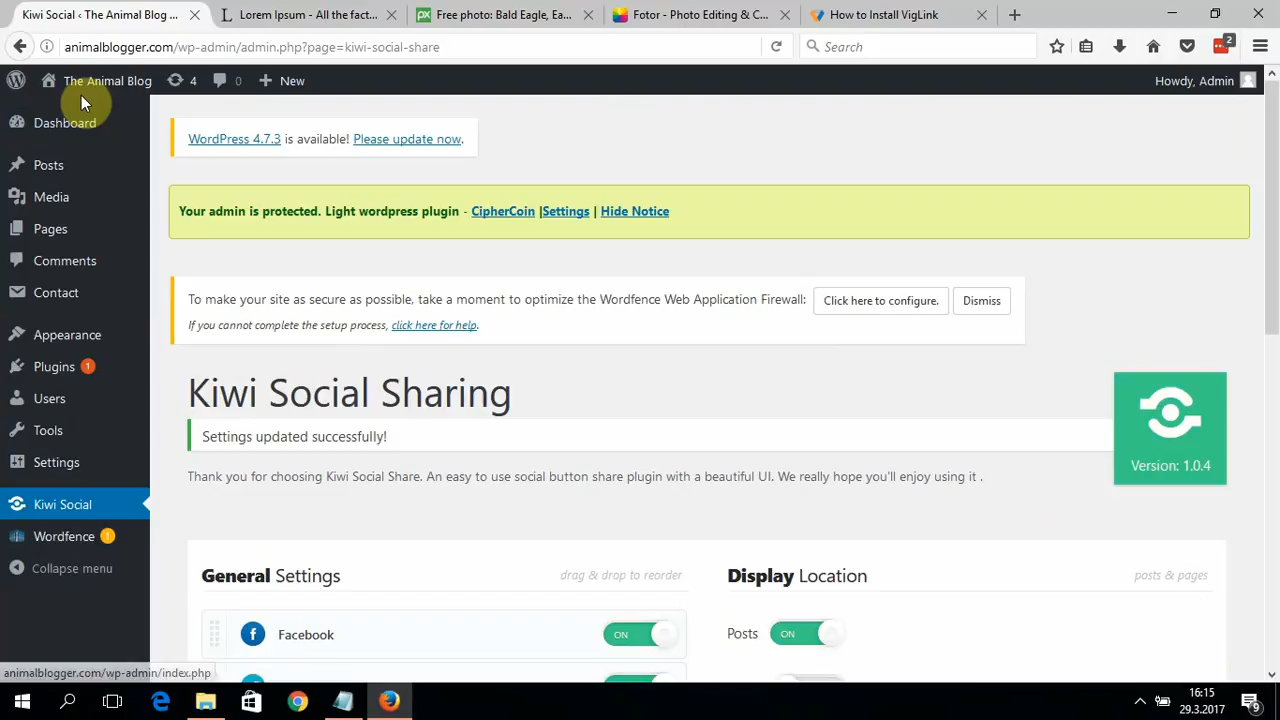 Kiwi Social ‹ The Animal Blog
Lorem Ipsum - All the fact
Free photo: Bald Eagle, Ea
Fotor - Photo Editing & C
How to Install VigLink
animalblogger.com/wp-admin/admin.php?page=kiwi-social-share
Search
2
The Animal Blog
4
0
New
Howdy, Admin
Dashboard
Posts
Media
Pages
Comments
Contact
Appearance
Plugins 1
Users
Tools
Settings
Kiwi Social
Wordfence !
Collapse menu
WordPress 4.7.3 is available! Please update now.
Your admin is protected. Light wordpress plugin - CipherCoin |Settings | Hide Notice
To make your site as secure as possible, take a moment to optimize the Wordfence Web Application Firewall:
Click here to configure.
Dismiss
If you cannot complete the setup process, click here for help.
Kiwi Social Sharing
Settings updated successfully!
Version: 1.0.4
Thank you for choosing Kiwi Social Share. An easy to use social button share plugin with a beautiful UI. We really hope you'll enjoy using it .
General Settings
drag & drop to reorder
Display Location
posts & pages
Facebook
ON
Posts
ON
animalblogger.com/wp-admin/index.php
16:15
29.3.2017
9